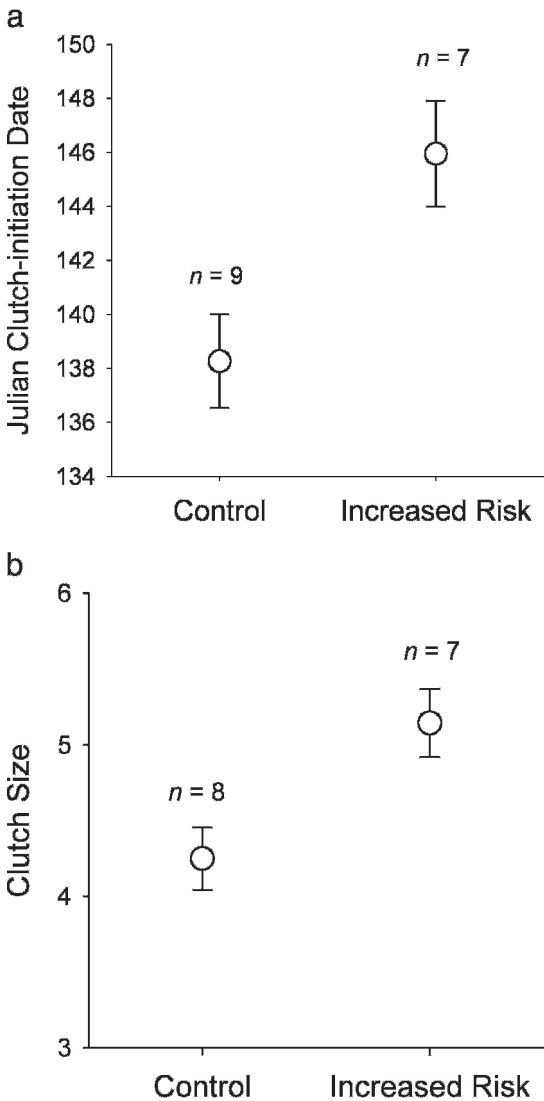 a
Julian Clutch-initiation Date
150
148
146
144
142
140
138
136
134
n = 7
n = 9
Control Increased Risk
b
Clutch Size
6
5
4
3
n = 7
n = 8
Control Increased Risk